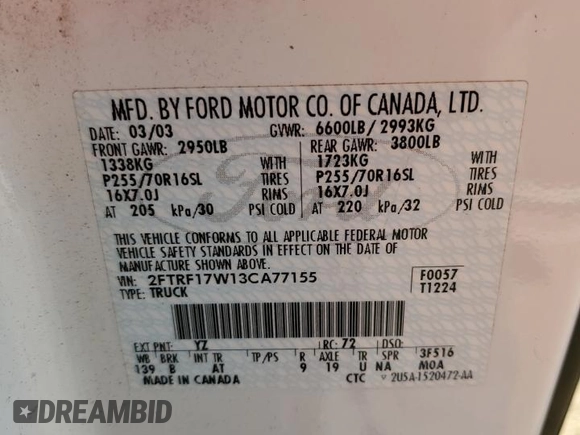 MFD. BY FORD MOTOR CO. OF CANADA, LTD.
DATE: 03/03 GVWR: 6600LB/ 2993KG
FRONT GAWR: 2950LB REAR GAWR: 3800LB
1338KG WITH 1723KG WITH
P255/70R16SL TIRES P255/70R16SL TIRES
16X7.0J RIMS 16X7.0J RIMS
AT 205 kPa/30 PSI COLD AT 220 kPa/32 PSI COLD
THIS VEHICLE CONFORMS TO ALL APPLICABLE FEDERAL MOTOR
VEHICLE SAFETY STANDARDS IN EFFECT ON THE DATE OF
MANUFACTURE SHOWN ABOVE.
VIN: 2FTRF17W13CA77155 F0057
TYPE: TRUCK T1224
EXT PNT: YZ RC: 72 DSO:
WB BRK INT TR TP/PS R AXLE TR SPR 3F516
139 B AT 9 19 U NA MOA
MADE IN CANADA CTC 2U5A-1520472-AA
Ford
DREAMBID